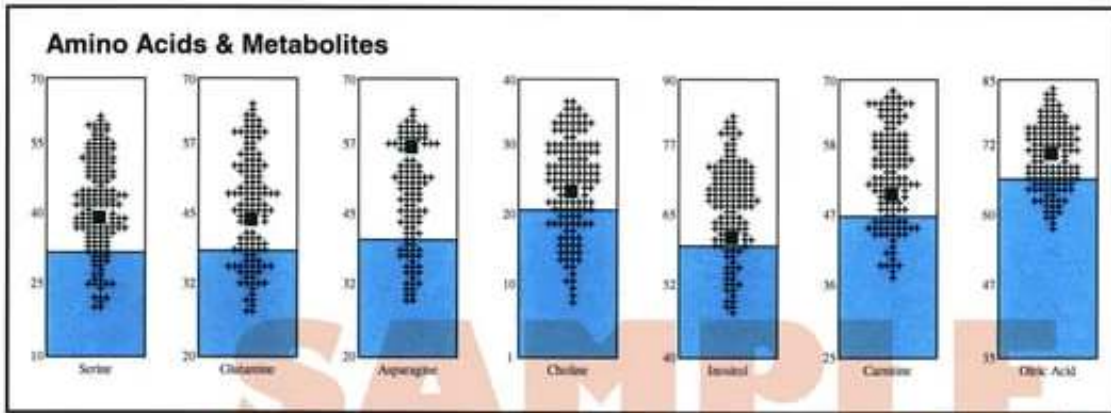 Amino Acids & Metabolites
70 70 70 40 90 70 85
55 57 57 30 77 58 72
40 45 45 20 65 47 60
25 32 32 10 52 36 47
10 20 20 1 40 25 35
Serine Glutamine Asparagine Choline Inositol Carnitine Oleic Acid
SAMPLE